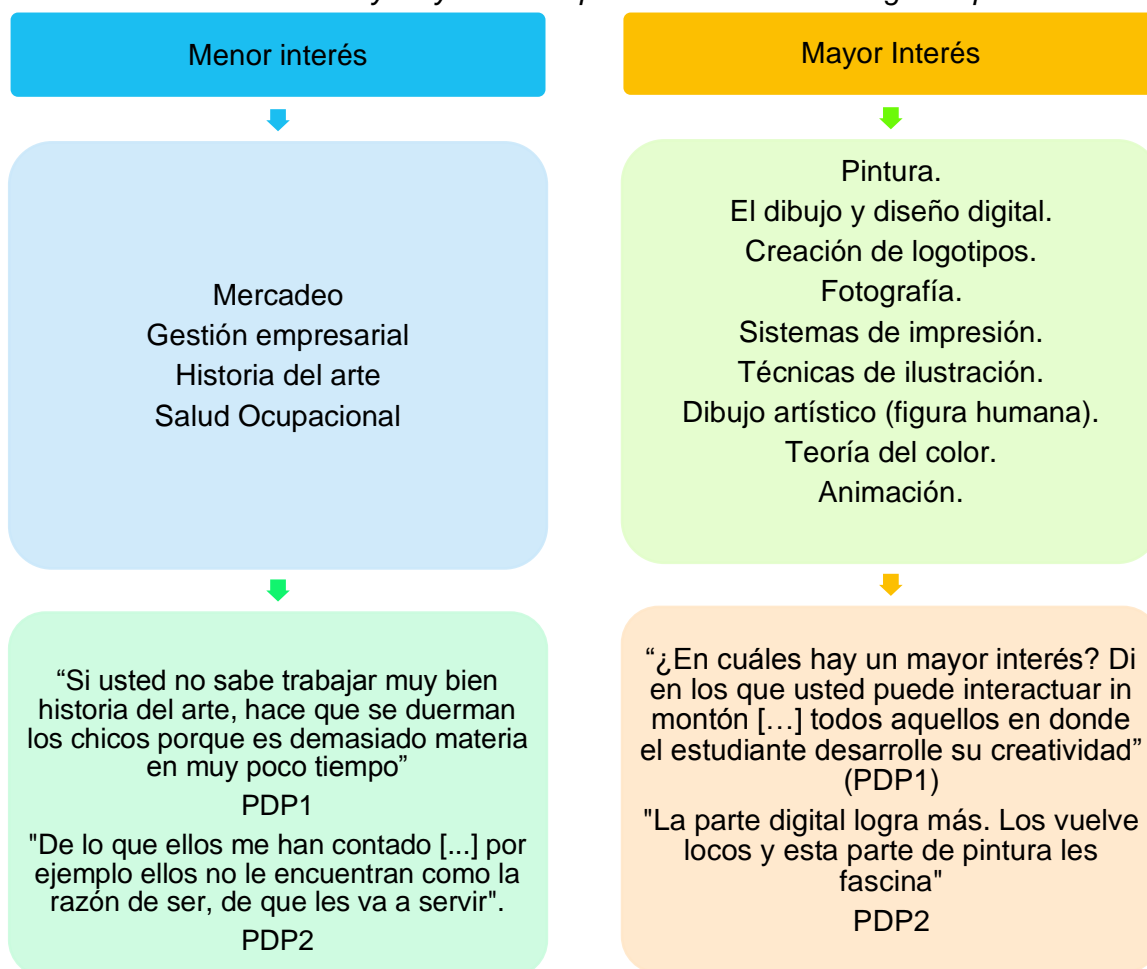 Menor interés
Mercadeo
Gestión empresarial
Historia del arte
Salud Ocupacional
“Si usted no sabe trabajar muy bien
historia del arte, hace que se duerman
los chicos porque es demasiado materia
en muy poco tiempo”
PDP1
"De lo que ellos me han contado [...] por
ejemplo ellos no le encuentran como la
razón de ser, de que les va a servir".
PDP2
Mayor Interés
Pintura.
El dibujo y diseño digital.
Creación de logotipos.
Fotografía.
Sistemas de impresión.
Técnicas de ilustración.
Dibujo artístico (figura humana).
Teoría del color.
Animación.
“¿En cuáles hay un mayor interés? Di
en los que usted puede interactuar in
montón […] todos aquellos en donde
el estudiante desarrolle su creatividad”
(PDP1)
"La parte digital logra más. Los vuelve
locos y esta parte de pintura les
fascina"
PDP2